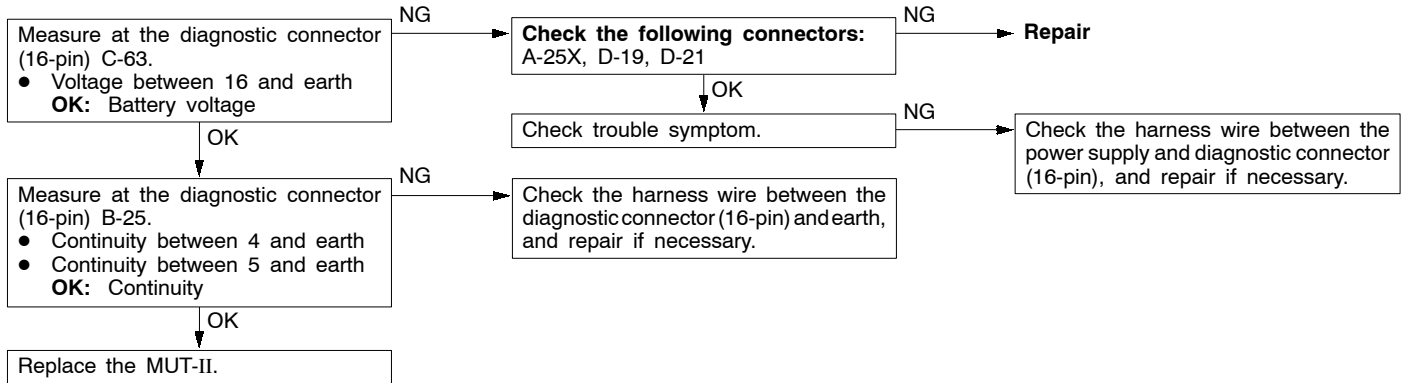 Measure at the diagnostic connector
(16-pin) C-63.
● Voltage between 16 and earth
OK: Battery voltage
NG
Check the following connectors:
A-25X, D-19, D-21
NG
Repair
OK
Check trouble symptom.
NG
Check the harness wire between the
power supply and diagnostic connector
(16-pin), and repair if necessary.
OK
Measure at the diagnostic connector
(16-pin) B-25.
● Continuity between 4 and earth
● Continuity between 5 and earth
OK: Continuity
NG
Check the harness wire between the
diagnostic connector (16-pin) and earth,
and repair if necessary.
OK
Replace the MUT-II.